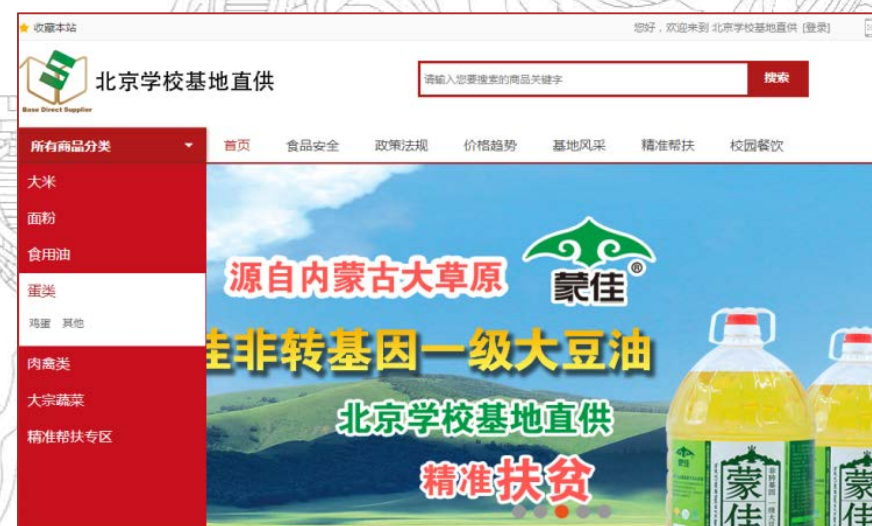 收藏本站
您好，欢迎来到 北京学校基地直供 [登录]
北京学校基地直供
Base Direct Supplier
请输入您要搜索的商品关键字
搜索
所有商品分类
首页 食品安全 政策法规 价格趋势 基地风采 精准帮扶 校园餐饮
大米
面粉
食用油
蛋类
鸡蛋 其他
肉禽类
大宗蔬菜
精准帮扶专区
源自内蒙古大草原
蒙佳®
佳非转基因一级大豆油
北京学校基地直供
精准扶贫
蒙佳
蒙佳